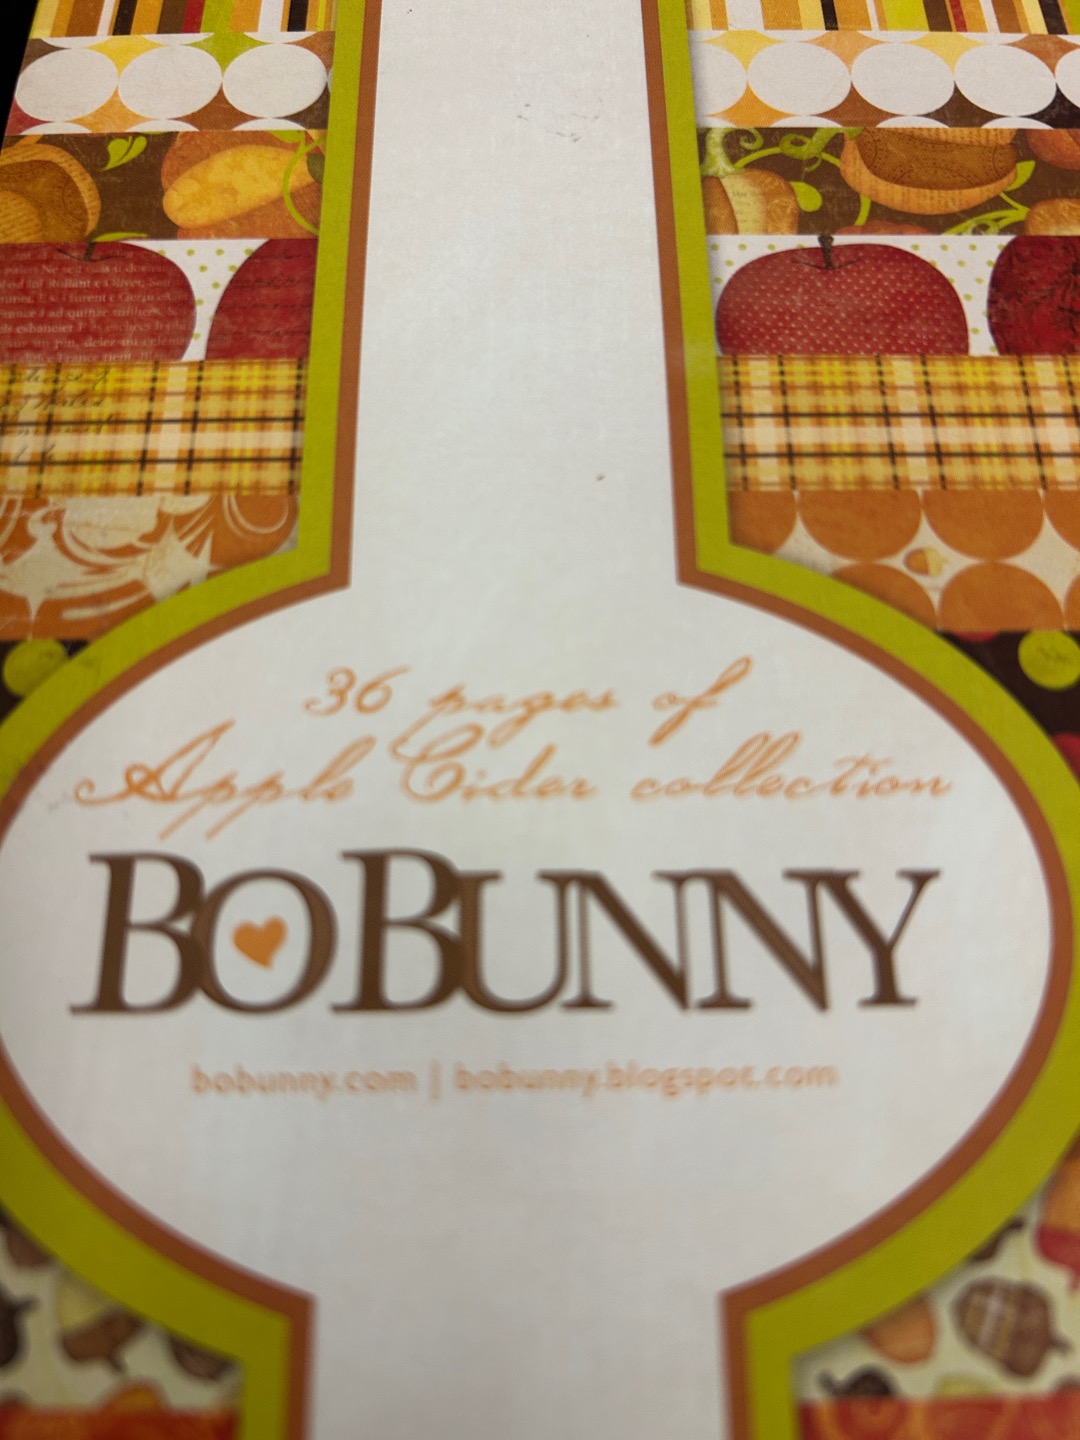 36 pages of
Apple Cider collection
BOBUNNY
bobunny.com | bobunny.blogspot.com